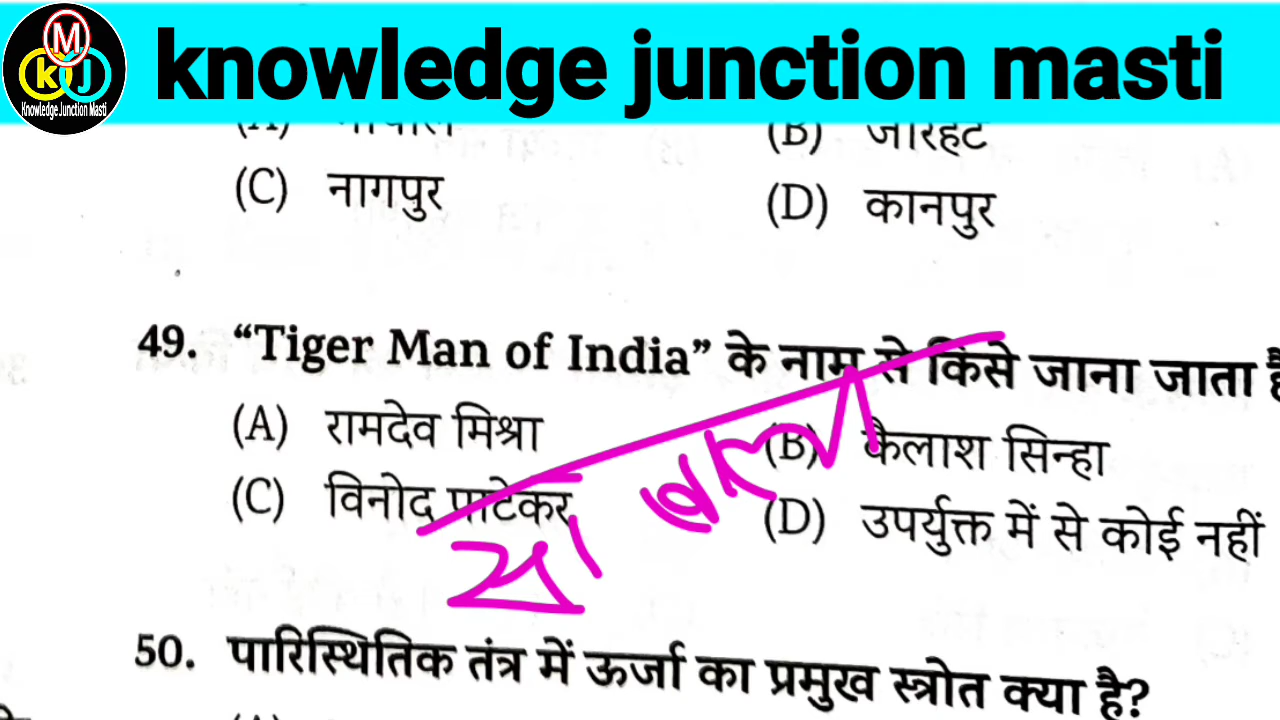 M
KJ
Knowledge Junction Masti
knowledge junction masti
(B) जोरहट
(C) नागपुर (D) कानपुर
49. “Tiger Man of India” के नाम से किसे जाना जाता है
(A) रामदेव मिश्रा (B) कैलाश सिन्हा
(C) विनोद पाटेकर (D) उपर्युक्त में से कोई नहीं
50. पारिस्थितिक तंत्र में ऊर्जा का प्रमुख स्त्रोत क्या है?